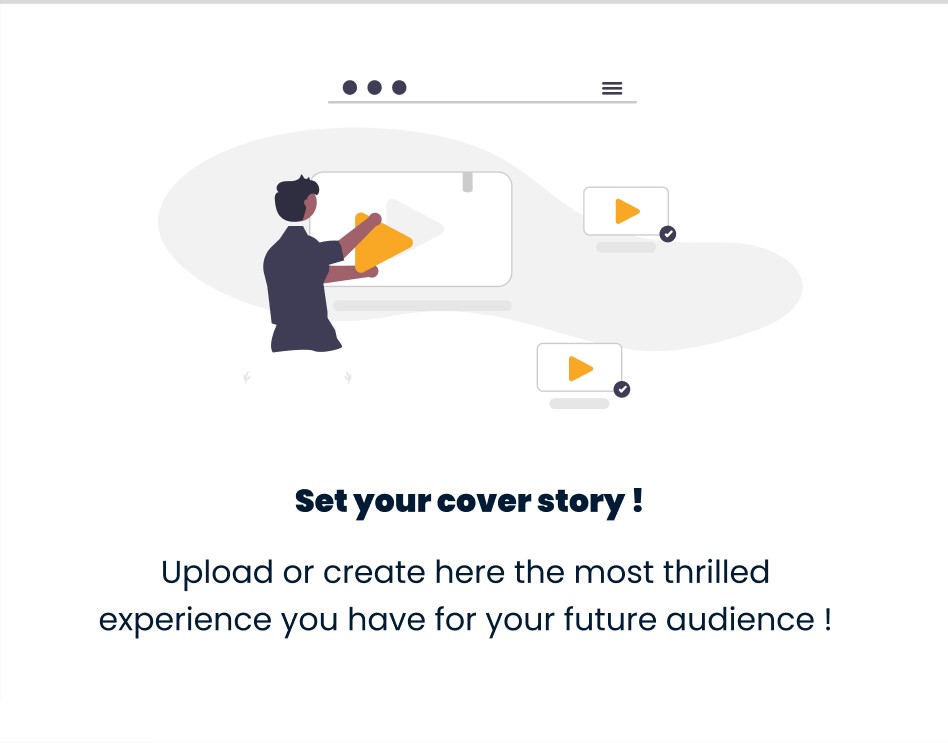 Set your cover story !
Upload or create here the most thrilled
experience you have for your future audience !